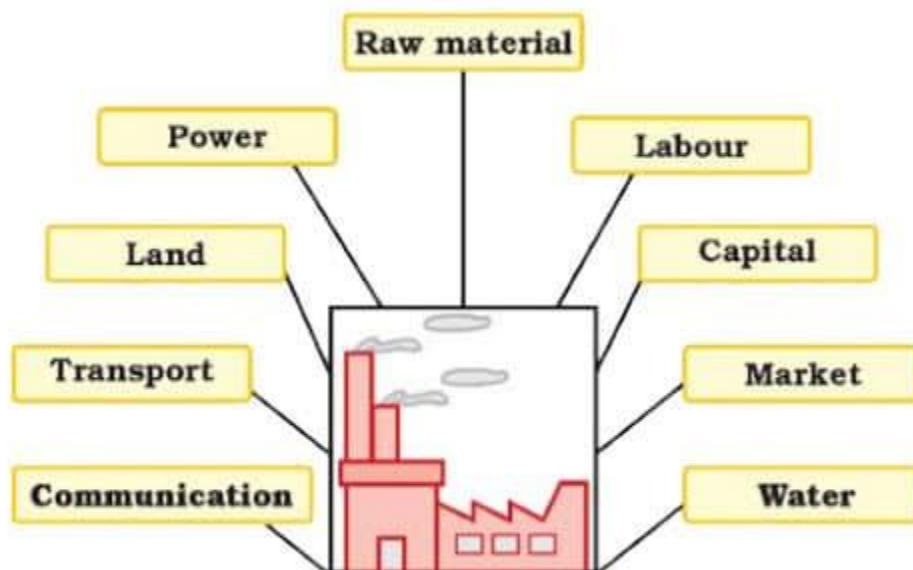 Raw material
Power
Labour
Land
Capital
Transport
Market
Communication
Water